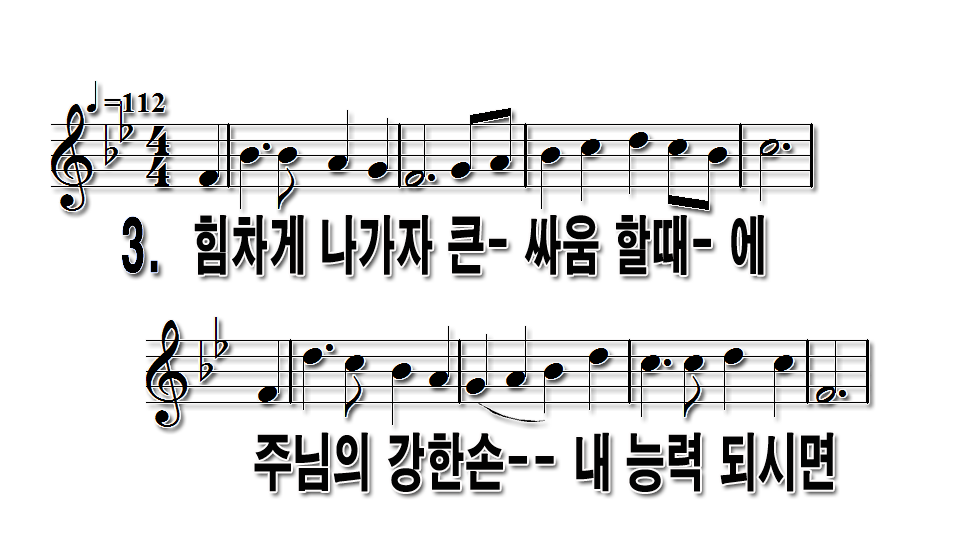 ♩=112
3. 힘차게 나가자 큰- 싸움 할때- 에
주님의 강한손-- 내 능력 되시면